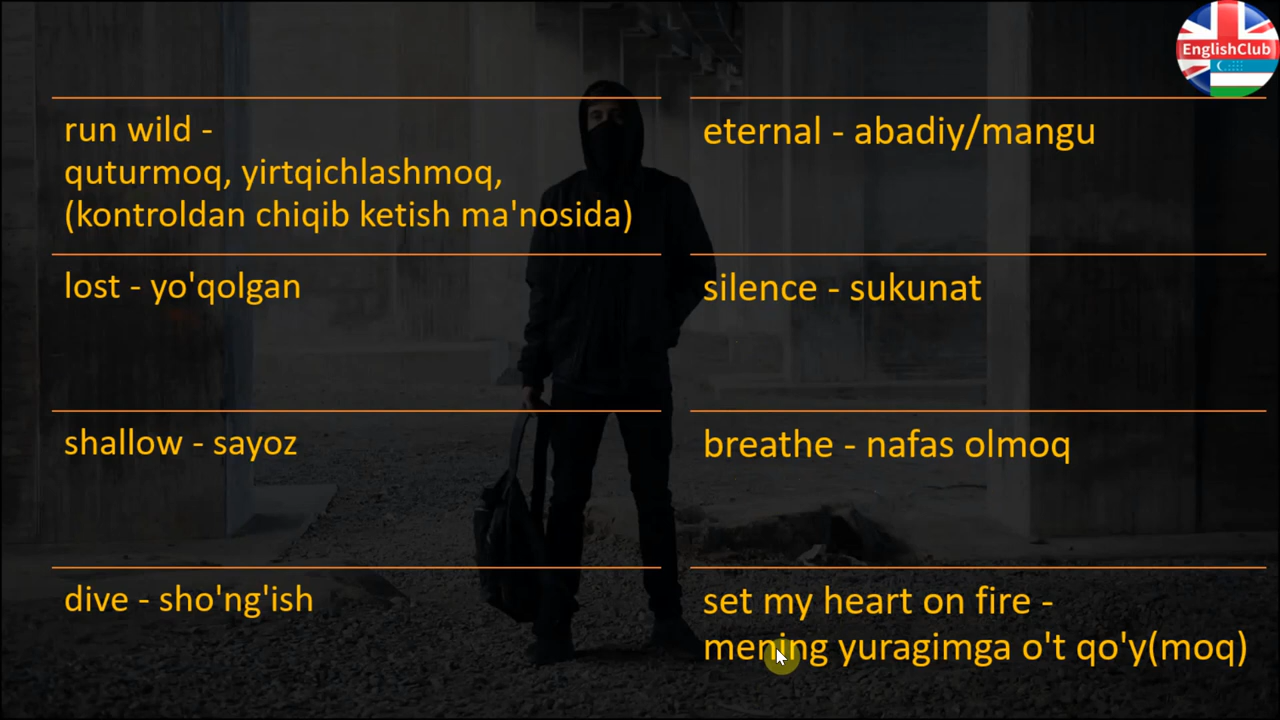 EnglishClub
run wild -
quturmoq, yirtqichlashmoq,
(kontroldan chiqib ketish ma'nosida)
lost - yo'qolgan
shallow - sayoz
dive - sho'ng'ish
eternal - abadiy/mangu
silence - sukunat
breathe - nafas olmoq
set my heart on fire -
mening yuragimga o't qo'y(moq)